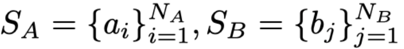 $S_A = \{a_i\}_{i=1}^{N_A}, S_B = \{b_j\}_{j=1}^{N_B}$